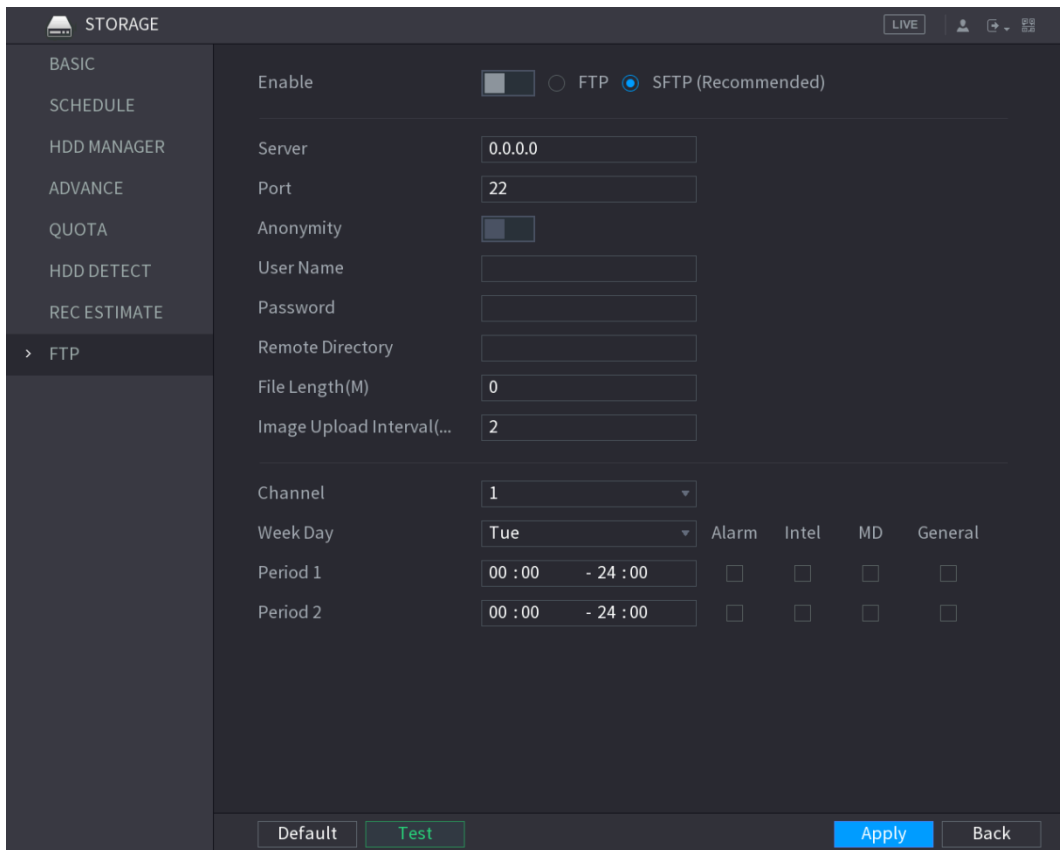 STORAGE LIVE
BASIC
SCHEDULE
HDD MANAGER
ADVANCE
QUOTA
HDD DETECT
REC ESTIMATE
FTP
Enable FTP SFTP (Recommended)
Server 0.0.0.0
Port 22
Anonymity
User Name
Password
Remote Directory
File Length(M) 0
Image Upload Interval(... 2
Channel 1
Week Day Tue Alarm Intel MD General
Period 1 00 :00 - 24 :00
Period 2 00 :00 - 24 :00
Default Test Apply Back